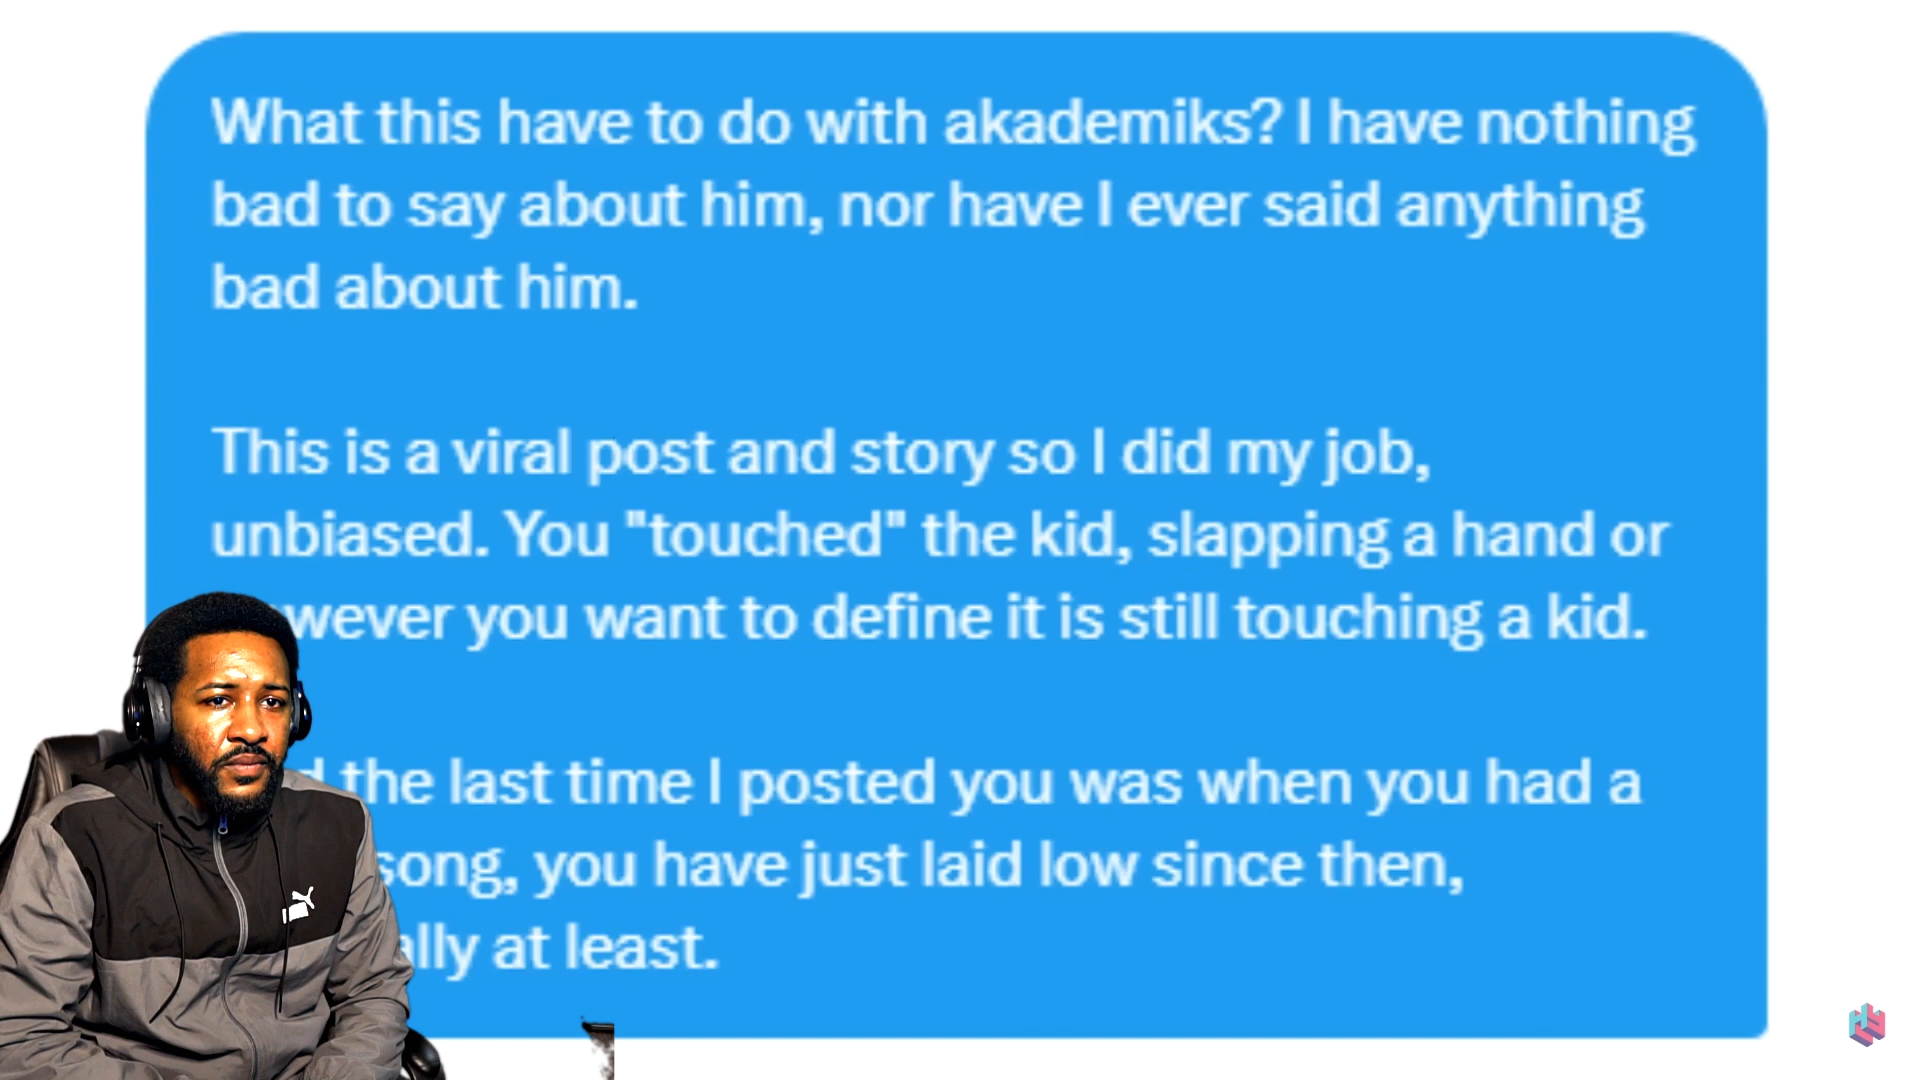 What this have to do with akademiks? I have nothing
bad to say about him, nor have I ever said anything
bad about him.
This is a viral post and story so I did my job,
unbiased. You "touched" the kid, slapping a hand or
wever you want to define it is still touching a kid.
the last time I posted you was when you had a
song, you have just laid low since then,
ally at least.